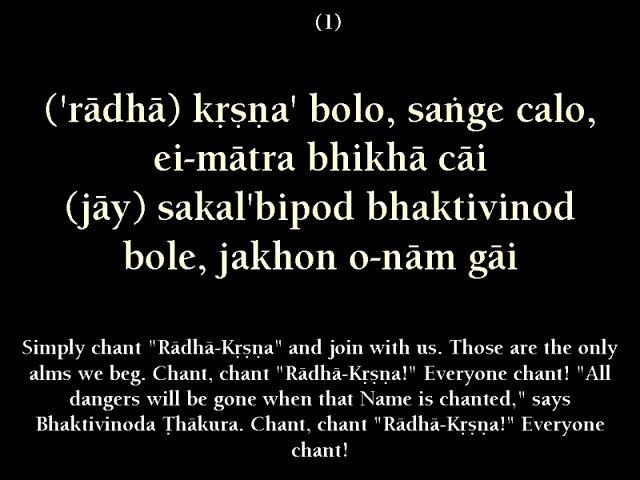 (1)
('rādhā) kṛṣṇa' bolo, saṅge calo,
ei-mātra bhikhā cāi
(jāy) sakal'bipod bhaktivinod
bole, jakhon o-nām gāi
Simply chant "Rādhā-Kṛṣṇa" and join with us. Those are the only
alms we beg. Chant, chant "Rādhā-Kṛṣṇa!" Everyone chant! "All
dangers will be gone when that Name is chanted," says
Bhaktivinoda Ṭhākura. Chant, chant "Rādhā-Kṛṣṇa!" Everyone
chant!